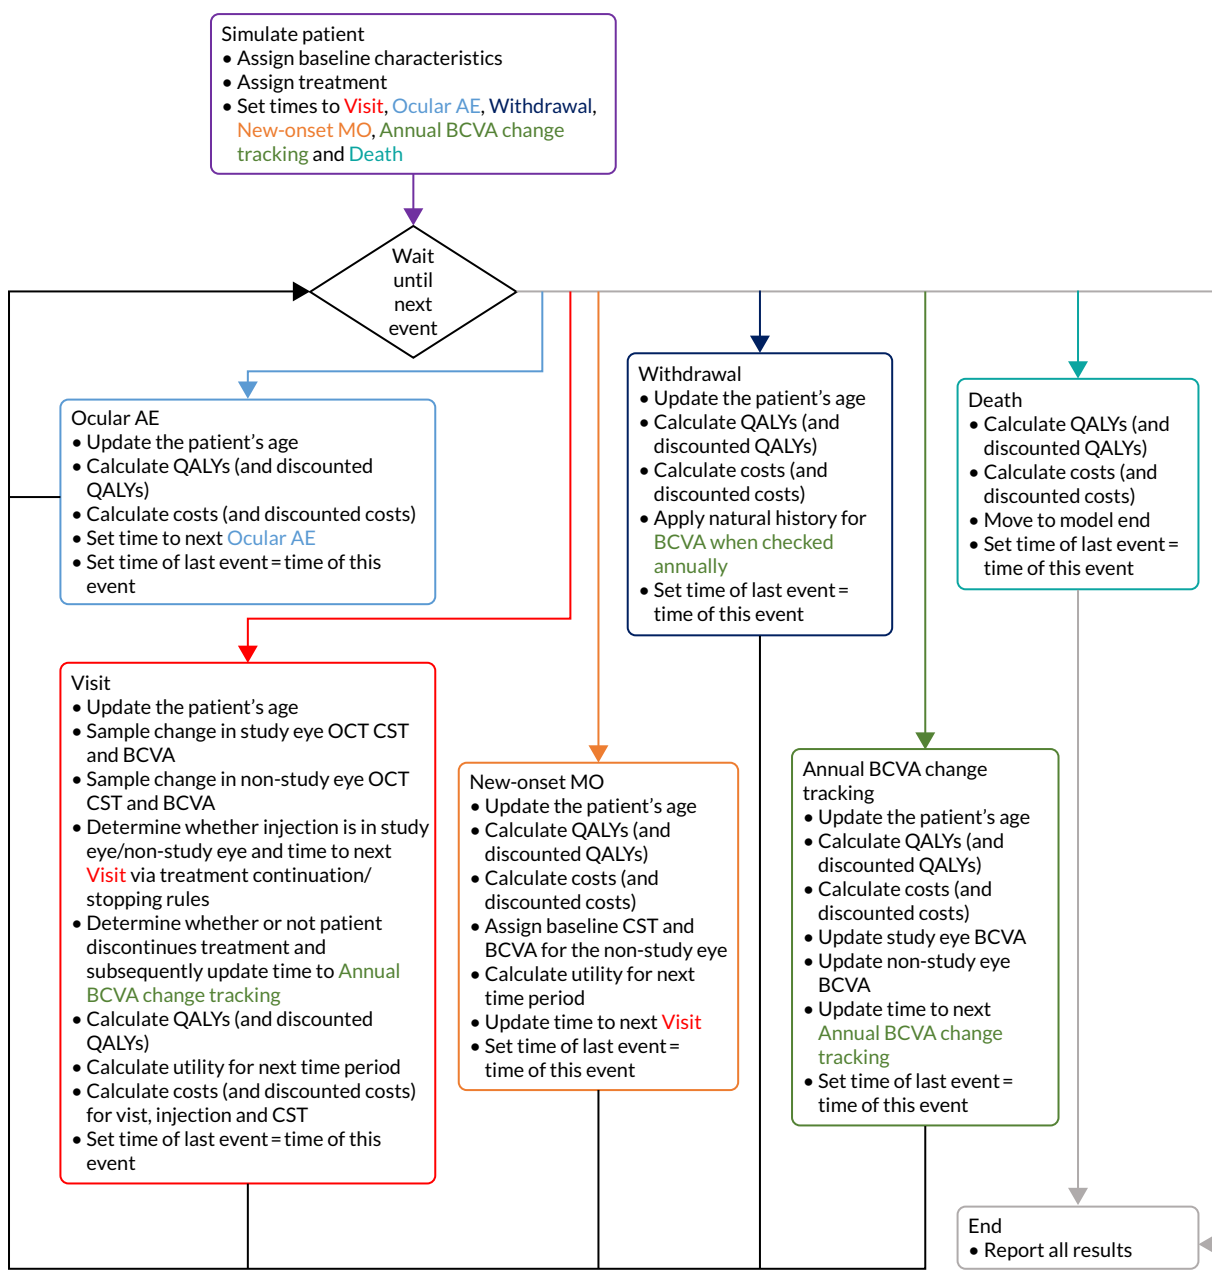 Simulate patient
• Assign baseline characteristics
• Assign treatment
• Set times to Visit, Ocular AE, Withdrawal,
New-onset MO, Annual BCVA change
tracking and Death
Wait
until
next
event
Ocular AE
• Update the patient's age
• Calculate QALYs (and discounted
QALYs)
• Calculate costs (and discounted costs)
• Set time to next Ocular AE
• Set time of last event = time of this
event
Withdrawal
• Update the patient's age
• Calculate QALYs (and
discounted QALYs)
• Calculate costs (and
discounted costs)
• Apply natural history for
BCVA when checked
annually
• Set time of last event =
time of this event
Death
• Calculate QALYs (and
discounted QALYs)
• Calculate costs (and
discounted costs)
• Move to model end
• Set time of last event =
time of this event
Visit
• Update the patient's age
• Sample change in study eye OCT CST
and BCVA
• Sample change in non-study eye OCT
CST and BCVA
• Determine whether injection is in study
eye/non-study eye and time to next
Visit via treatment continuation/
stopping rules
• Determine whether or not patient
discontinues treatment and
subsequently update time to Annual
BCVA change tracking
• Calculate QALYs (and discounted
QALYs)
• Calculate utility for next time period
• Calculate costs (and discounted costs)
for vist, injection and CST
• Set time of last event = time of this
event
New-onset MO
• Update the patient's age
• Calculate QALYs (and
discounted QALYs)
• Calculate costs (and
discounted costs)
• Assign baseline CST and
BCVA for the non-study eye
• Calculate utility for next
time period
• Update time to next Visit
• Set time of last event =
time of this event
Annual BCVA change
tracking
• Update the patient's age
• Calculate QALYs (and
discounted QALYs)
• Calculate costs (and
discounted costs)
• Update study eye BCVA
• Update non-study eye
BCVA
• Update time to next
Annual BCVA change
tracking
• Set time of last event =
time of this event
End
• Report all results